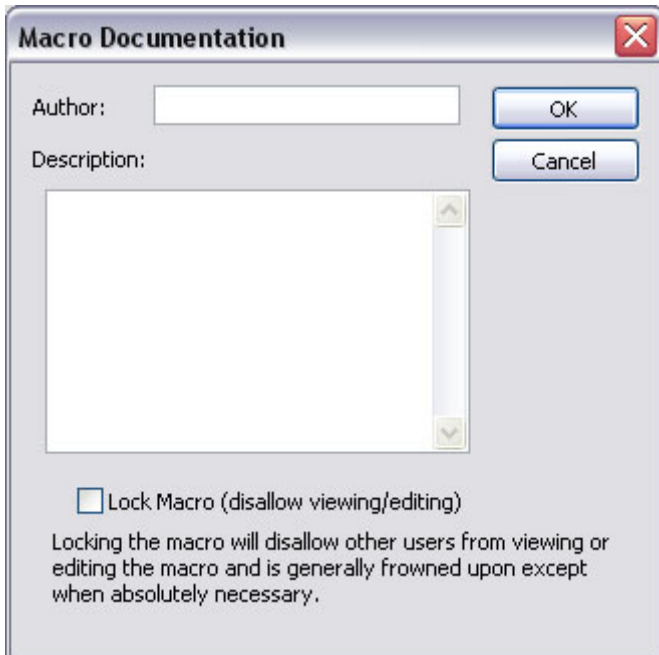 Macro Documentation
Author:
OK
Description:
Cancel
Lock Macro (disallow viewing/editing)
Locking the macro will disallow other users from viewing or
editing the macro and is generally frowned upon except
when absolutely necessary.